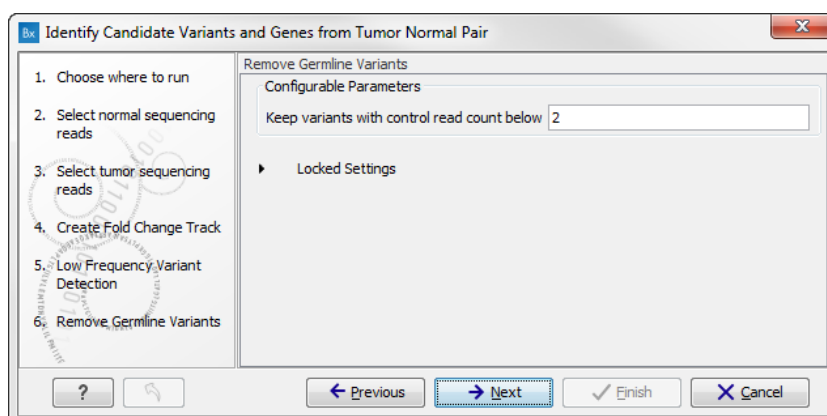 Bx Identify Candidate Variants and Genes from Tumor Normal Pair
X
1. Choose where to run
2. Select normal sequencing
reads
3. Select tumor sequencing
reads
4. Create Fold Change Track
5. Low Frequency Variant
Detection
6. Remove Germline Variants
Remove Germline Variants
Configurable Parameters
Keep variants with control read count below 2
Locked Settings
? Previous Next Finish Cancel